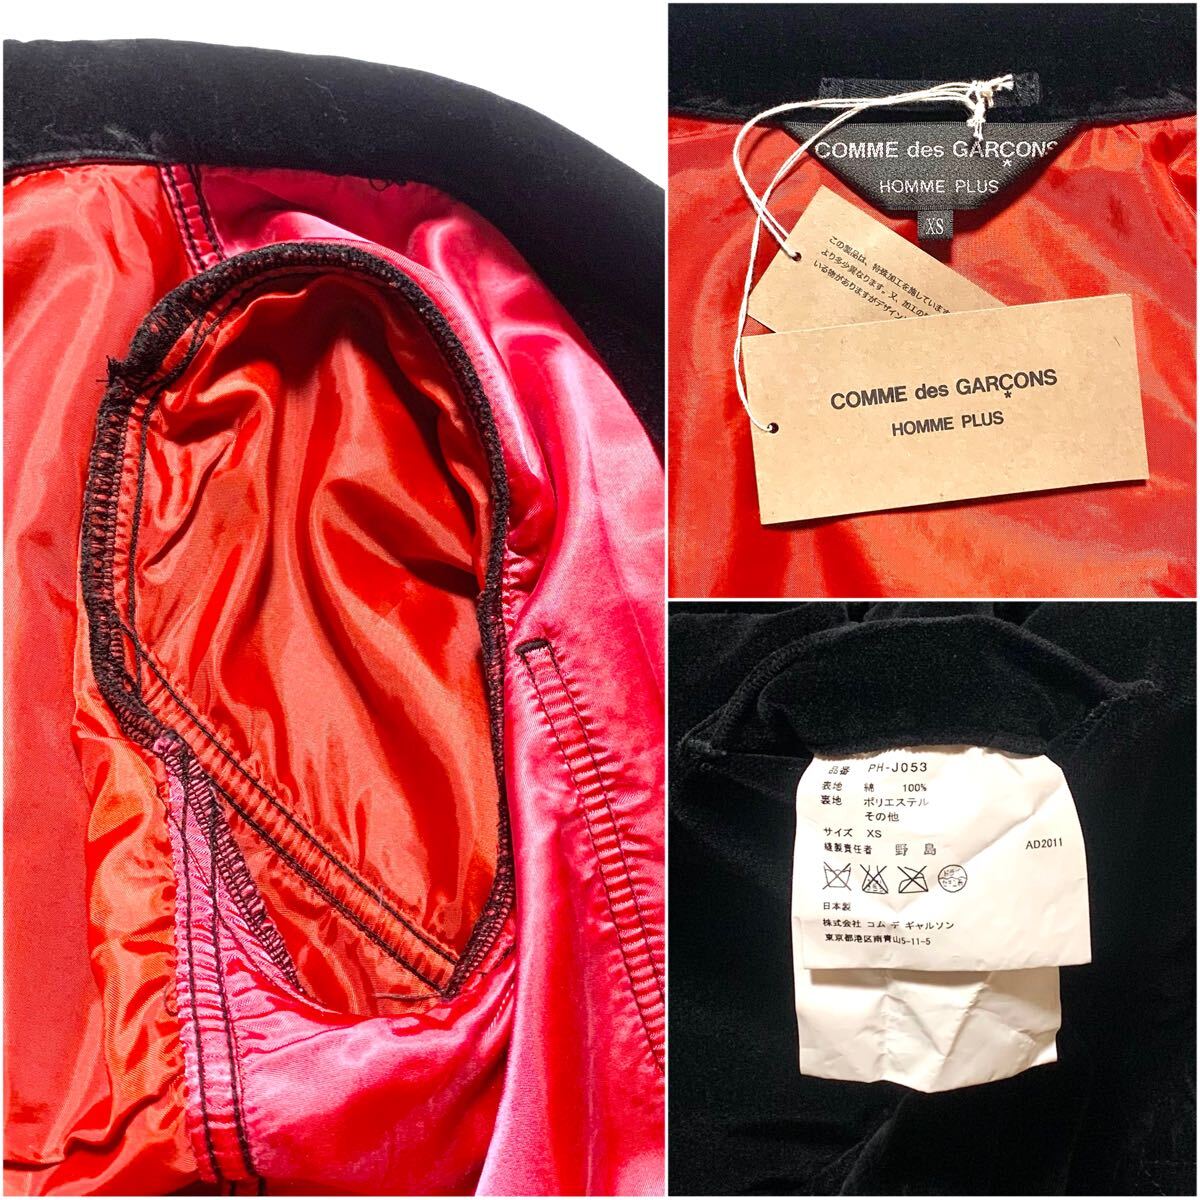 COMME des GARÇONS
HOMME PLUS
XS
この製品は、特殊加工を施しています
より多少異なります。又、加工の
いる物がありますがデザイン
COMME des GARÇONS
HOMME PLUS
品番 PH-J053
表地 綿 100%
裏地 ポリエステル
その他
サイズ XS
縫製責任者 野島
AD2011
日本製
株式会社 コム デ ギャルソン
東京都港区南青山5-11-5